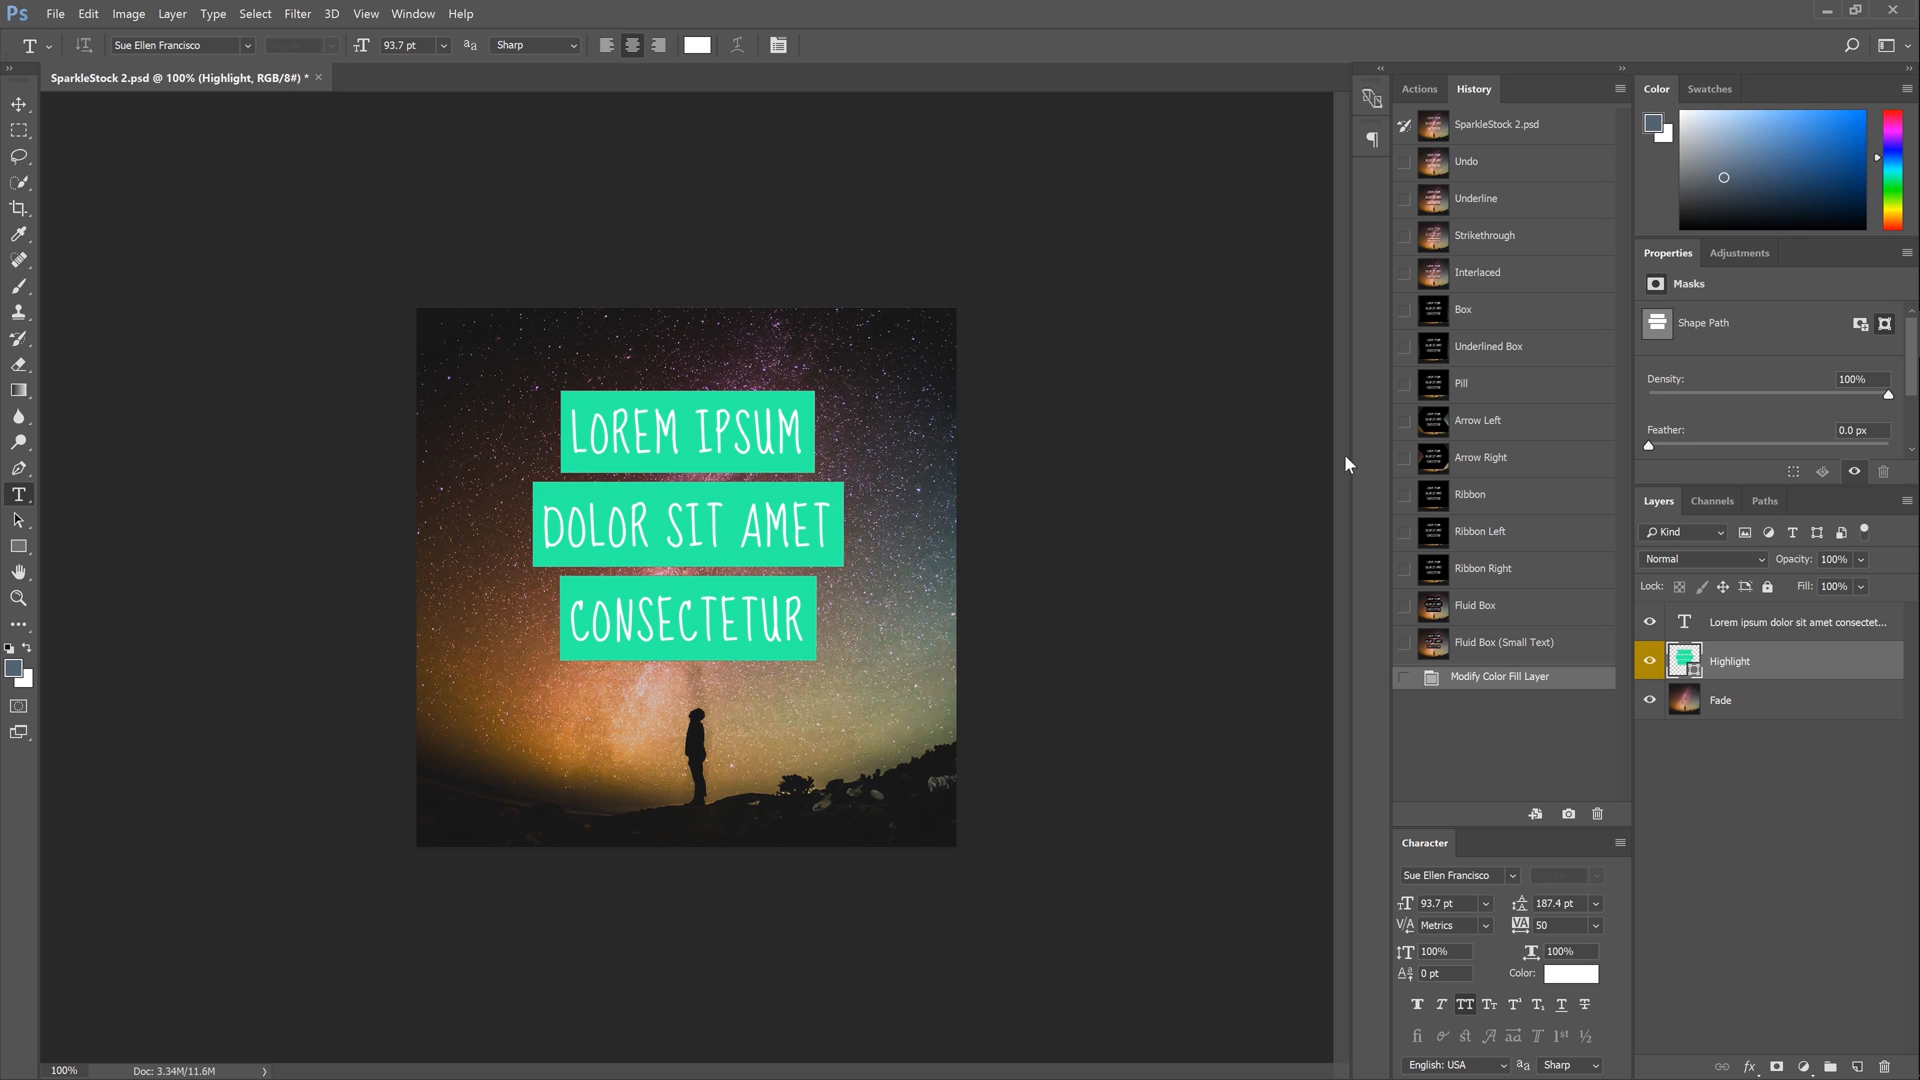 Ps File Edit Image Layer Type Select Filter 3D View Window Help
T Sue Ellen Francisco 93.7 pt aa Sharp
SparkleStock 2.psd @ 100% (Highlight, RGB/8#) * ×
LOREM IPSUM
DOLOR SIT AMET
CONSECTETUR
100% Doc: 3.34M/11.6M
Actions History
SparkleStock 2.psd
Undo
Underline
Strikethrough
Interlaced
Box
Underlined Box
Pill
Arrow Left
Arrow Right
Ribbon
Ribbon Left
Ribbon Right
Fluid Box
Fluid Box (Small Text)
Modify Color Fill Layer
Character
Sue Ellen Francisco
93.7 pt 187.4 pt
Metrics 50
100% 100%
0 pt Color:
English: USA aa Sharp
Color Swatches
Properties Adjustments
Masks
Shape Path
Density: 100%
Feather: 0.0 px
Layers Channels Paths
Kind
Normal Opacity: 100%
Lock: Fill: 100%
Lorem ipsum dolor sit amet consectet...
Highlight
Fade